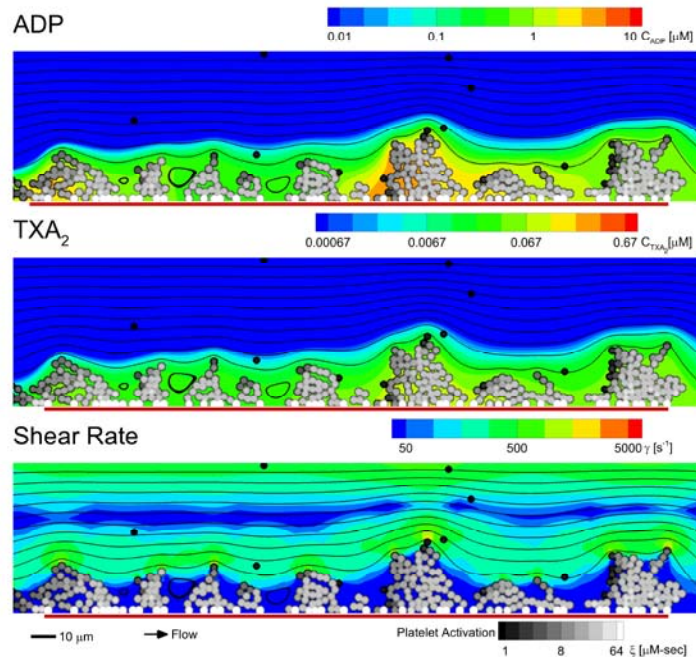 ADP
0.01 0.1 1 10 C_ADP [μM]
TXA₂
0.00067 0.0067 0.067 0.67 C_TXA₂[μM]
Shear Rate
50 500 5000 γ [s⁻¹]
Platelet Activation
10 μm Flow
1 8 64 ξ [μM-sec]